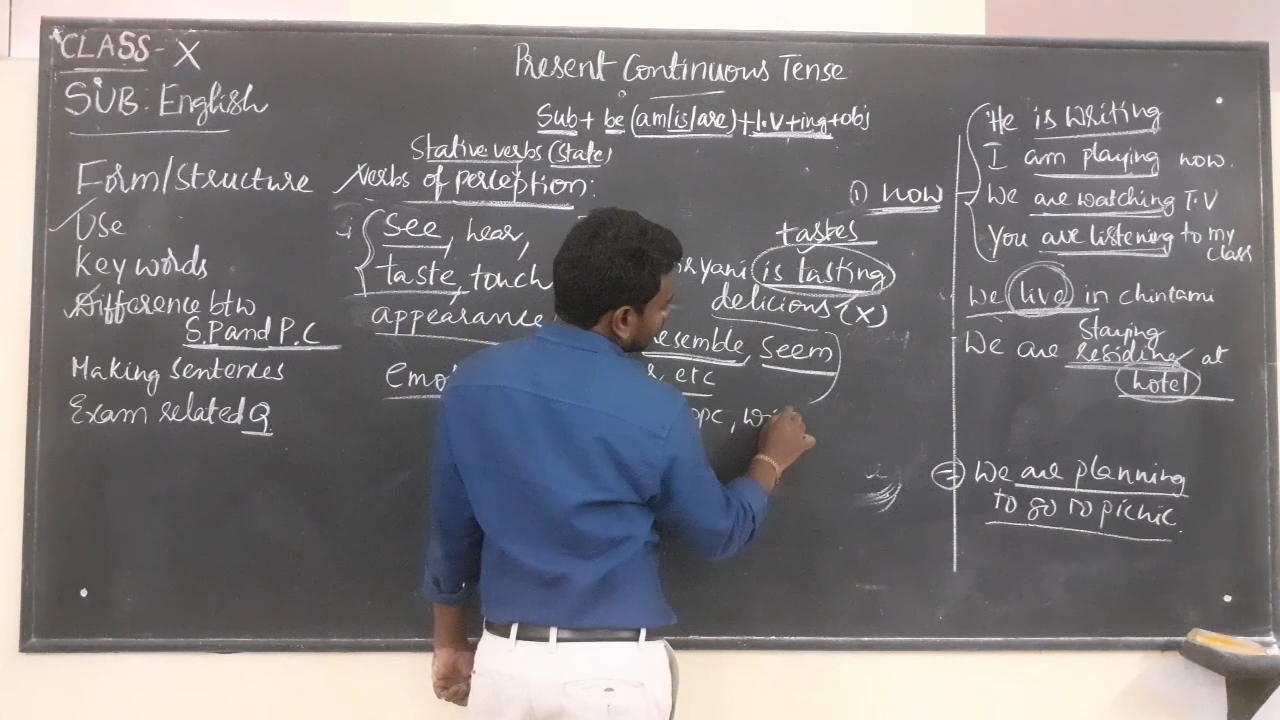 CLASS- X
SUB: English
Form/Structure
Use
Key words
Difference btw
S.P and P.C
Making sentences
Exam related Q
Present Continuous Tense
Sub + be (am/is/are) + I.V + ing + obj
Stative verbs (State)
Verbs of perception:
See, hear,
taste, touch
appearance
resemble, seem
etc
① now
tastes
is tasting
delicious (X)
He is writing
I am playing now.
We are watching T.V
You are listening to my
class
We live in chintami
Staying
We are residing at
hotel
= We are planning
to go to picnic.